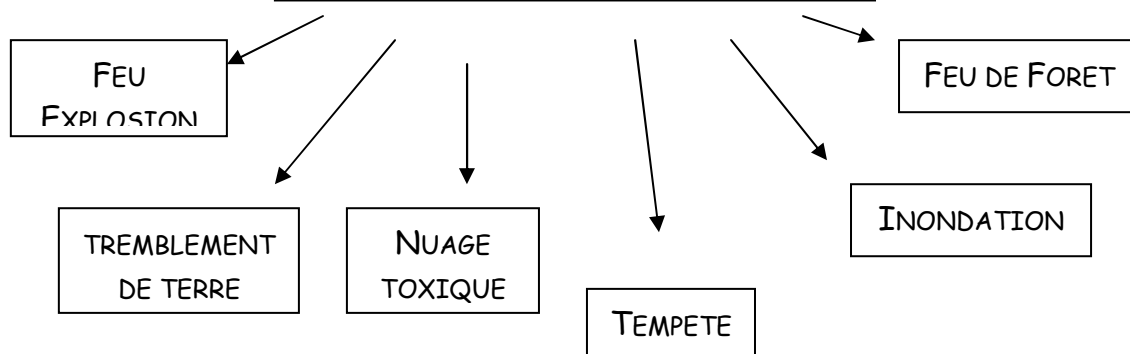 FEU
EXPLOSION
FEU DE FORET
TREMBLEMENT
DE TERRE
NUAGE
TOXIQUE
INONDATION
TEMPETE